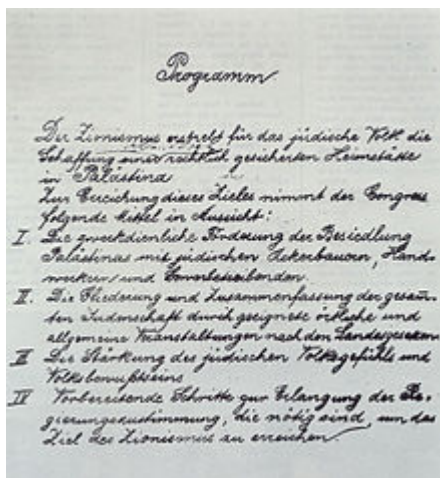 Programm
Der Zionismus erstrebt für das jüdische Volk die
Schaffung einer rechtlich gesicherten Heimstätte
in Palästina
Zur Erreichung dieses Zieles nimmt der Congress
folgende Mittel in Aussicht:
I. Die zweckdienliche Förderung der Besiedlung
Palästinas mit jüdischen Ackerbauern, Hand-
werkern und Gewerbetreibenden.
II. Die Gliederung und Zusammenfassung der gesam̄-
ten Judenschaft durch geeignete örtliche und
allgemeine Veranstaltungen nach den Landesgesetzen
III Die Stärkung des jüdischen Volksgefühls und
Volksbewußtseins
IV Vorbereitende Schritte zur Erlangung der Re-
gierungszustimmung, die nötig sind, um das
Ziel des Zionismus zu erreichen